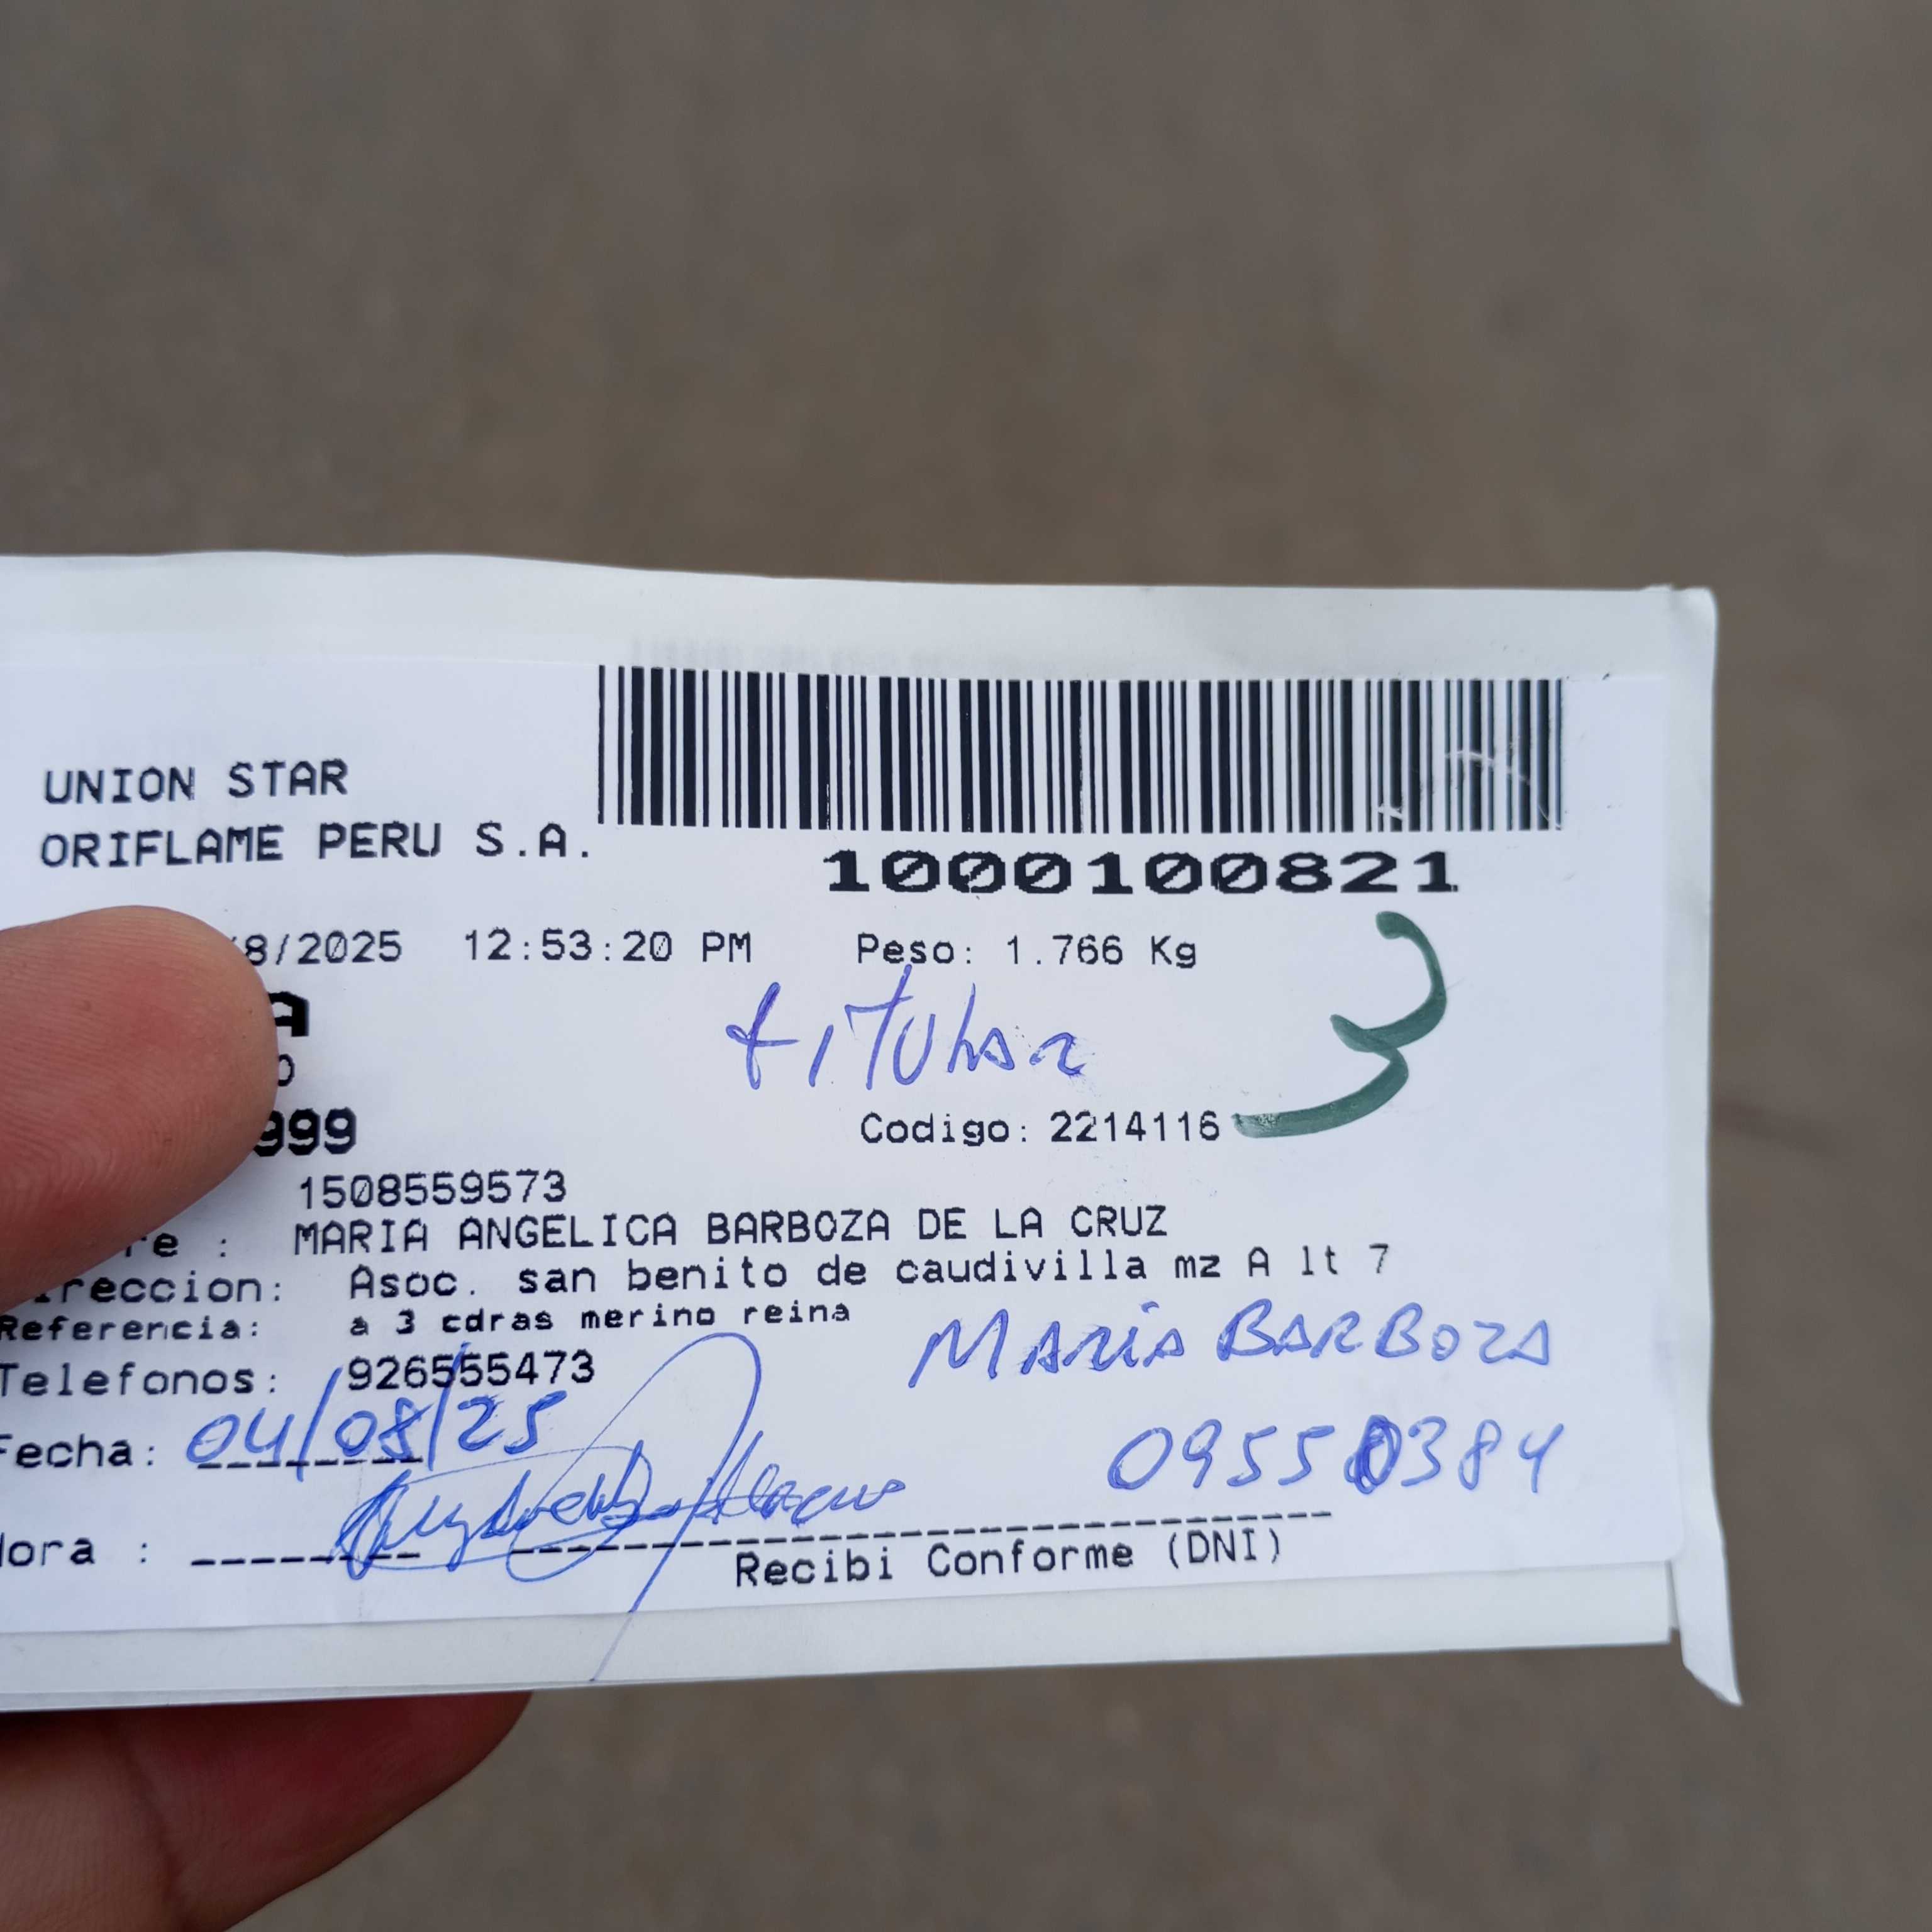 UNION STAR
ORIFLAME PERU S.A.
1000100821
/8/2025 12:53:20 PM Peso: 1.766 Kg
A
titular
3
O
999
Codigo: 2214116
1508559573
re : MARIA ANGELICA BARBOZA DE LA CRUZ
ireccion: Asoc. san benito de caudivilla mz A lt 7
Referencia: a 3 cdras merino reina
MARIA BARBOZA
Telefonos: 926555473
Fecha: 04/08/25
09550384
Hora :
Recibi Conforme (DNI)